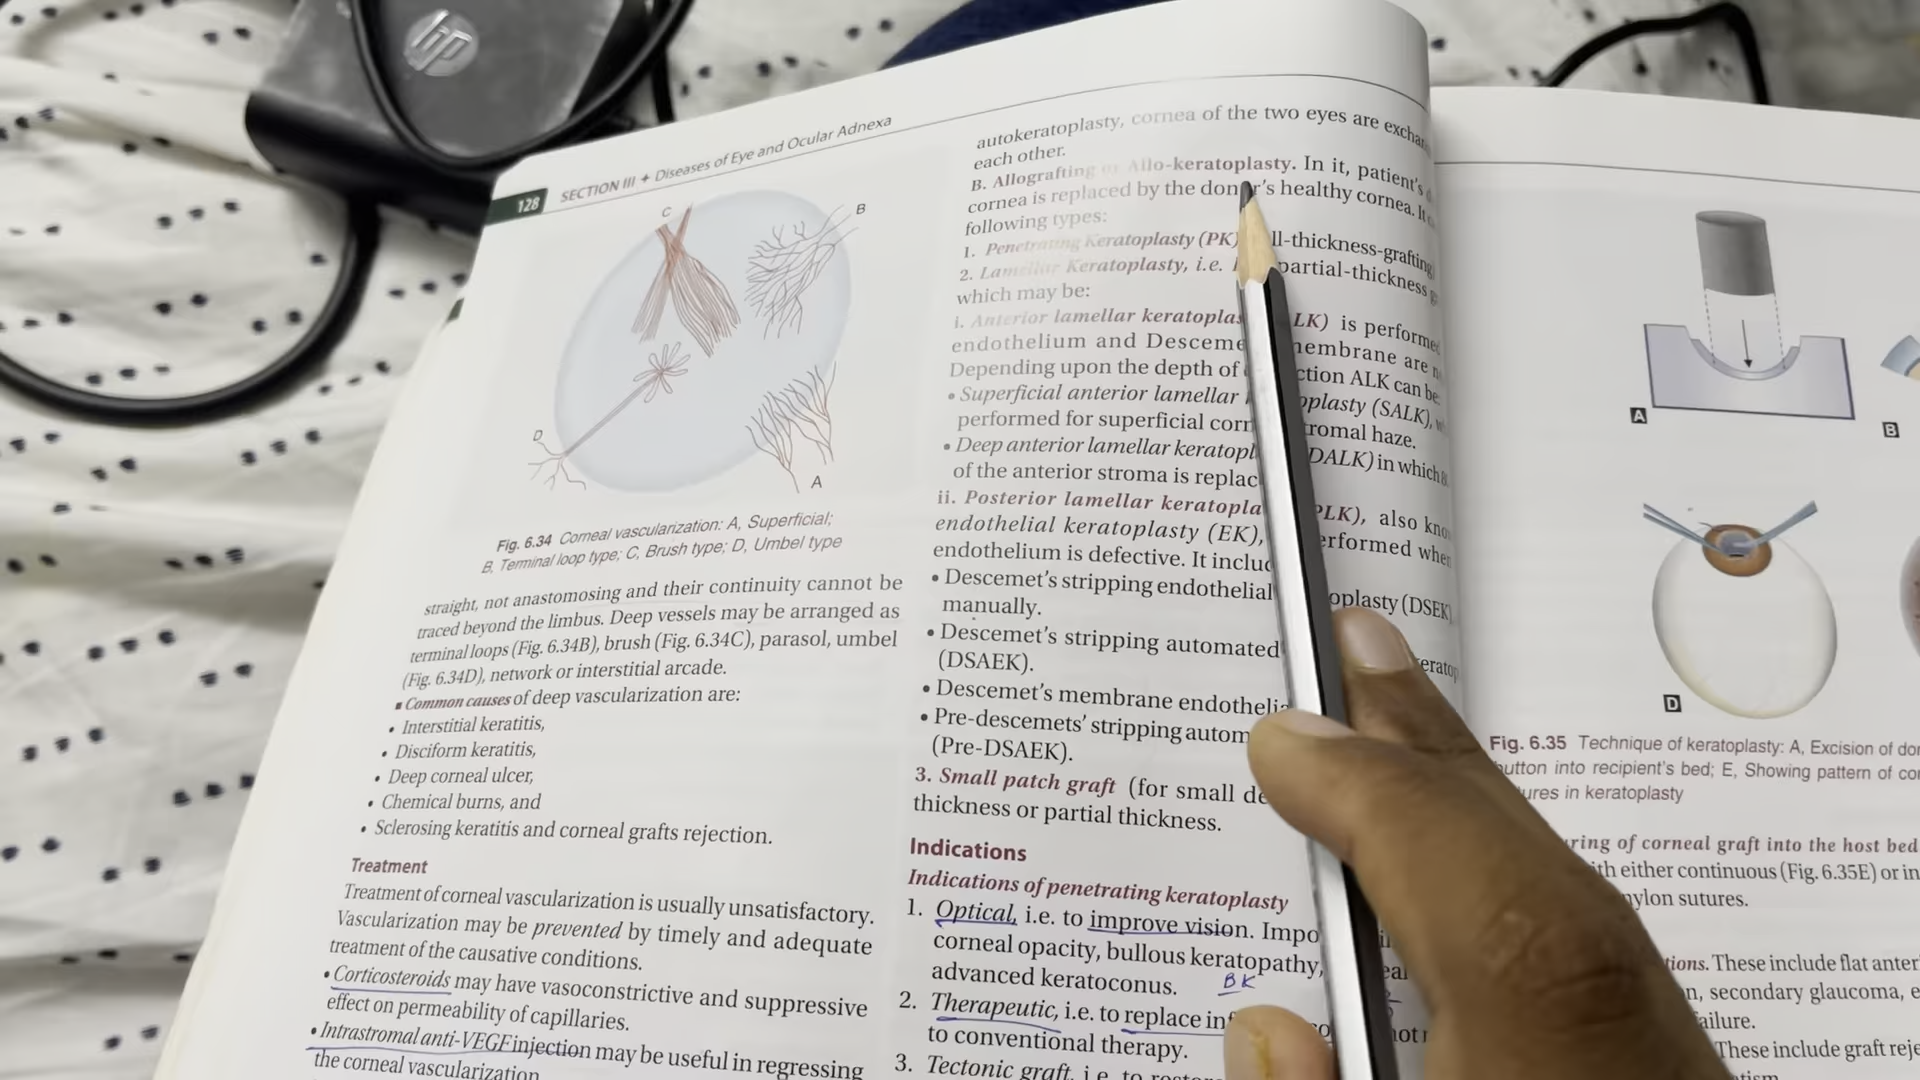 hp
128
SECTION III ✦ Diseases of Eye and Ocular Adnexa
C
B
D
A
Fig. 6.34 Corneal vascularization: A, Superficial;
B, Terminal loop type; C, Brush type; D, Umbel type
straight, not anastomosing and their continuity cannot be
traced beyond the limbus. Deep vessels may be arranged as
terminal loops (Fig. 6.34B), brush (Fig. 6.34C), parasol, umbel
(Fig. 6.34D), network or interstitial arcade.
▪ Common causes of deep vascularization are:
• Interstitial keratitis,
• Disciform keratitis,
• Deep corneal ulcer,
• Chemical burns, and
• Sclerosing keratitis and corneal grafts rejection.
Treatment
Treatment of corneal vascularization is usually unsatisfactory.
Vascularization may be prevented by timely and adequate
treatment of the causative conditions.
• Corticosteroids may have vasoconstrictive and suppressive
effect on permeability of capillaries.
• Intrastromal anti-VEGF injection may be useful in regressing
the corneal vascularization
autokeratoplasty, cornea of the two eyes are
each other.
B. Allografting or Allo-keratoplasty. In it, patient's
cornea is replaced by the donor's healthy cornea. It
following types:
1. Penetrating Keratoplasty (PK) ll-thickness-grafting
2. Lamellar Keratoplasty, i.e. partial-thickness
which may be:
i. Anterior lamellar keratoplas LK) is performe
endothelium and Desceme membrane are
Depending upon the depth of ction ALK can be
• Superficial anterior lamellar oplasty (SALK),
performed for superficial corn tromal haze.
• Deep anterior lamellar keratopl DALK) in which
of the anterior stroma is replac
ii. Posterior lamellar keratopla PLK), also kno
endothelial keratoplasty (EK), erformed whe
endothelium is defective. It includ
• Descemet's stripping endothelial oplasty (DSEK)
manually.
• Descemet's stripping automated
(DSAEK).
• Descemet's membrane endothelia
• Pre-descemets' stripping autom
(Pre-DSAEK).
3. Small patch graft (for small de
thickness or partial thickness.
Indications
Indications of penetrating keratoplasty
1. Optical, i.e. to improve vision. Impo
corneal opacity, bullous keratopathy,
advanced keratoconus. BK
2. Therapeutic, i.e. to replace inf not
to conventional therapy.
3. Tectonic graft, i.e. to
A
B
D
Fig. 6.35 Technique of keratoplasty: A, Excision of
button into recipient's bed; E, Showing pattern of
tures in keratoplasty
ring of corneal graft into the host bed
th either continuous (Fig. 6.35E) or in
nylon sutures.
tions. These include flat anter
n, secondary glaucoma,
ailure.
These include graft reje